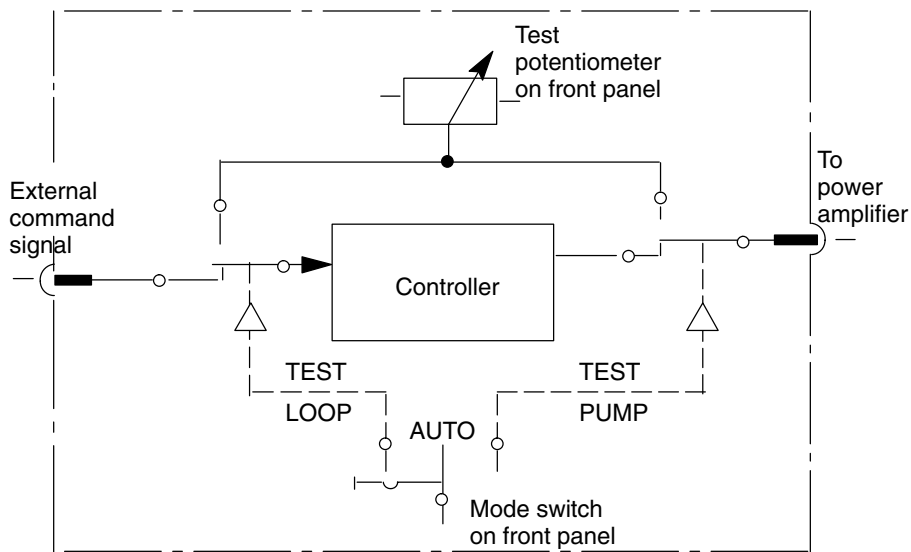 Test
potentiometer
on front panel
External
command
signal
To
power
amplifier
Controller
TEST
LOOP
TEST
PUMP
AUTO
Mode switch
on front panel